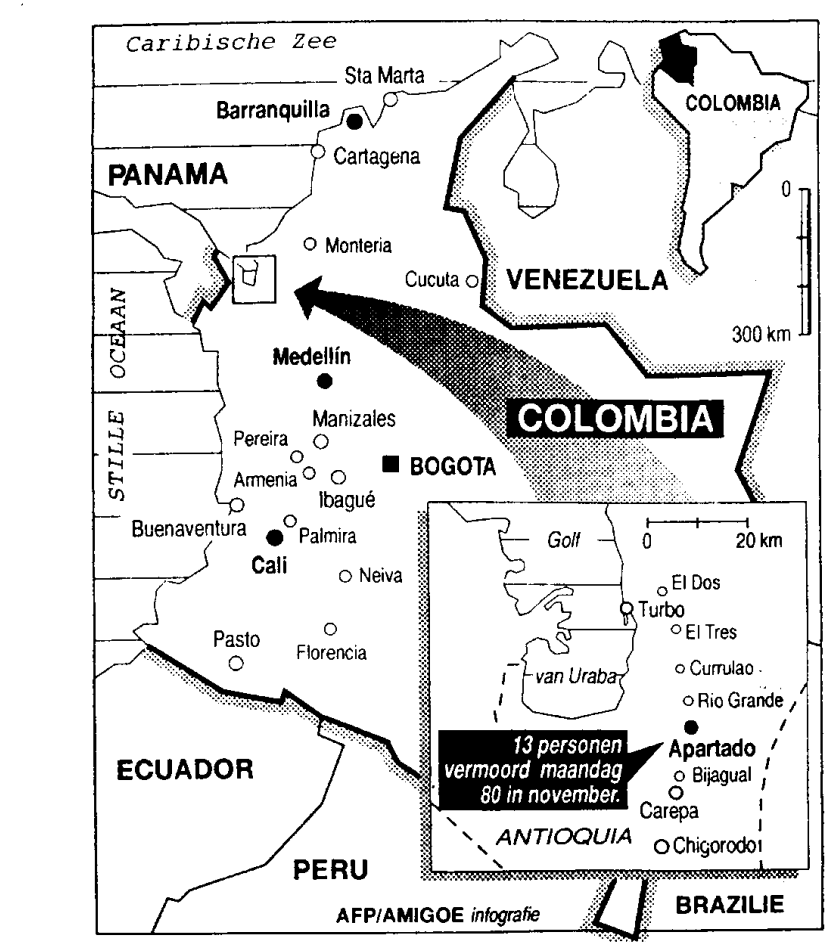 Caribische Zee
Sta Marta
Barranquilla
COLOMBIA
Cartagena
PANAMA
0
Monteria
Cucuta
VENEZUELA
300 km
STILLE OCEAAN
Medellín
Manizales
COLOMBIA
Pereira
BOGOTA
Armenia
Ibagué
Buenaventura
Palmira
Cali
Neiva
Pasto
Florencia
Golf
0
20 km
El Dos
Turbo
El Tres
van Uraba
Currulao
Rio Grande
13 personen
vermoord maandag
80 in november.
Apartado
Bijagual
Carepa
ANTIOQUIA
Chigorodo
ECUADOR
PERU
BRAZILIE
AFP/AMIGOE infografie